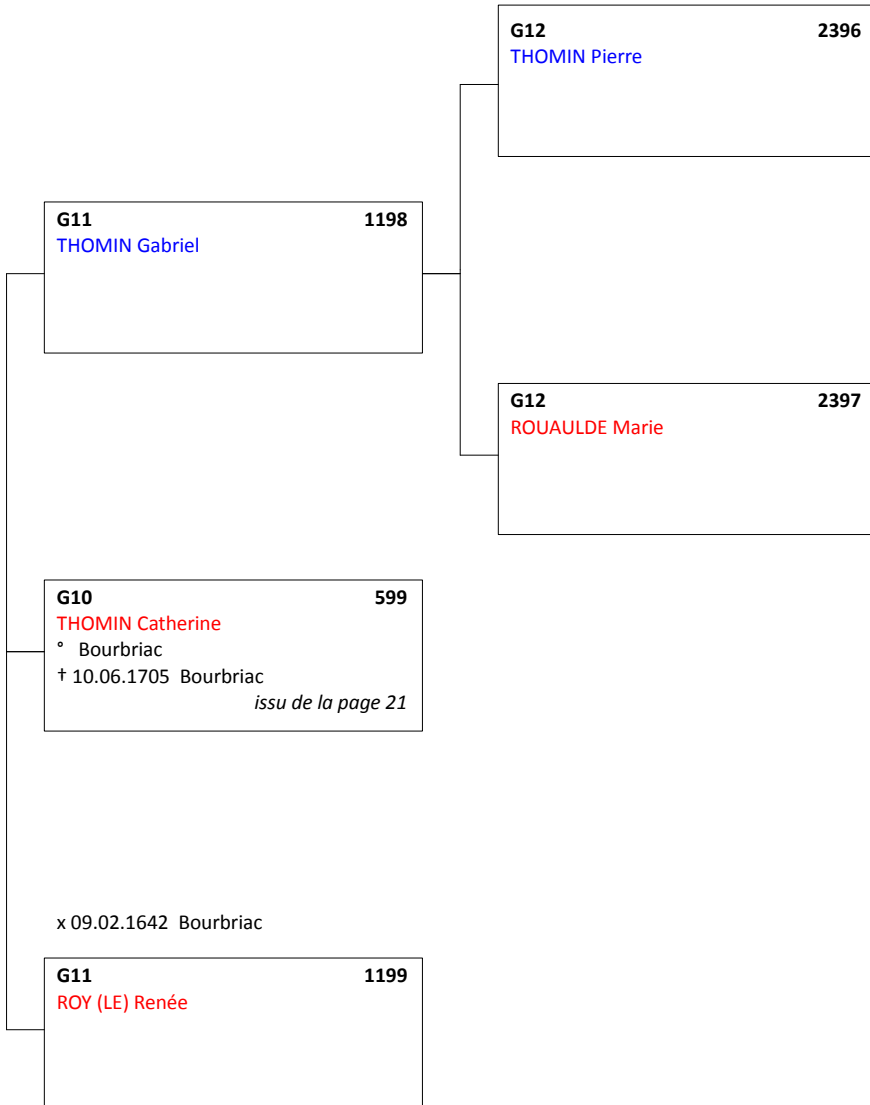 G12 2396
THOMIN Pierre
G11 1198
THOMIN Gabriel
G12 2397
ROUAULDE Marie
G10 599
THOMIN Catherine
° Bourbriac
† 10.06.1705 Bourbriac
issu de la page 21
x 09.02.1642 Bourbriac
G11 1199
ROY (LE) Renée